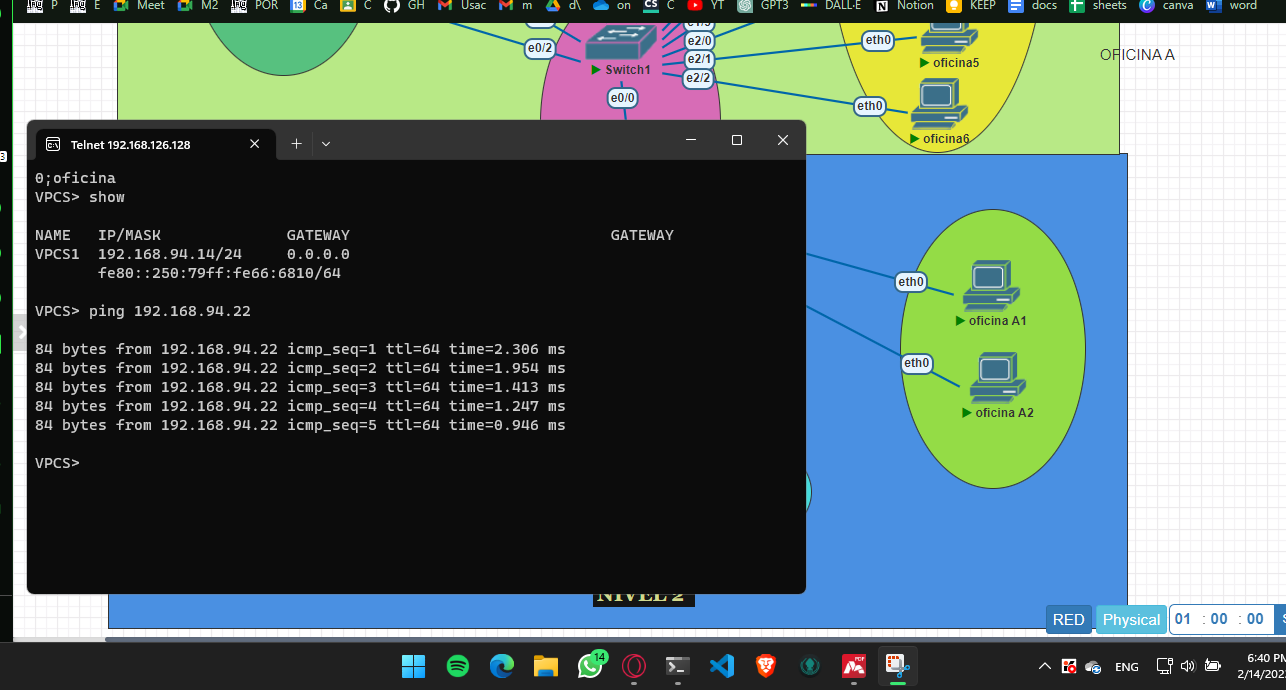 P E Meet M2 POR 13 Ca C GH Usac m d\ on CS C YT GPT3 DALL·E Notion KEEP docs sheets canva word
e0/2
e2/0
e2/1
e2/2
Switch1
e0/0
eth0
oficina5
eth0
oficina6
OFICINA A
Telnet 192.168.126.128
0;oficina
VPCS> show
NAME IP/MASK GATEWAY GATEWAY
VPCS1 192.168.94.14/24 0.0.0.0
fe80::250:79ff:fe66:6810/64
VPCS> ping 192.168.94.22
84 bytes from 192.168.94.22 icmp_seq=1 ttl=64 time=2.306 ms
84 bytes from 192.168.94.22 icmp_seq=2 ttl=64 time=1.954 ms
84 bytes from 192.168.94.22 icmp_seq=3 ttl=64 time=1.413 ms
84 bytes from 192.168.94.22 icmp_seq=4 ttl=64 time=1.247 ms
84 bytes from 192.168.94.22 icmp_seq=5 ttl=64 time=0.946 ms
VPCS>
eth0
oficina A1
eth0
oficina A2
NIVEL 2
RED Physical 01 : 00 : 00
14
ENG
6:40 P
2/14/20